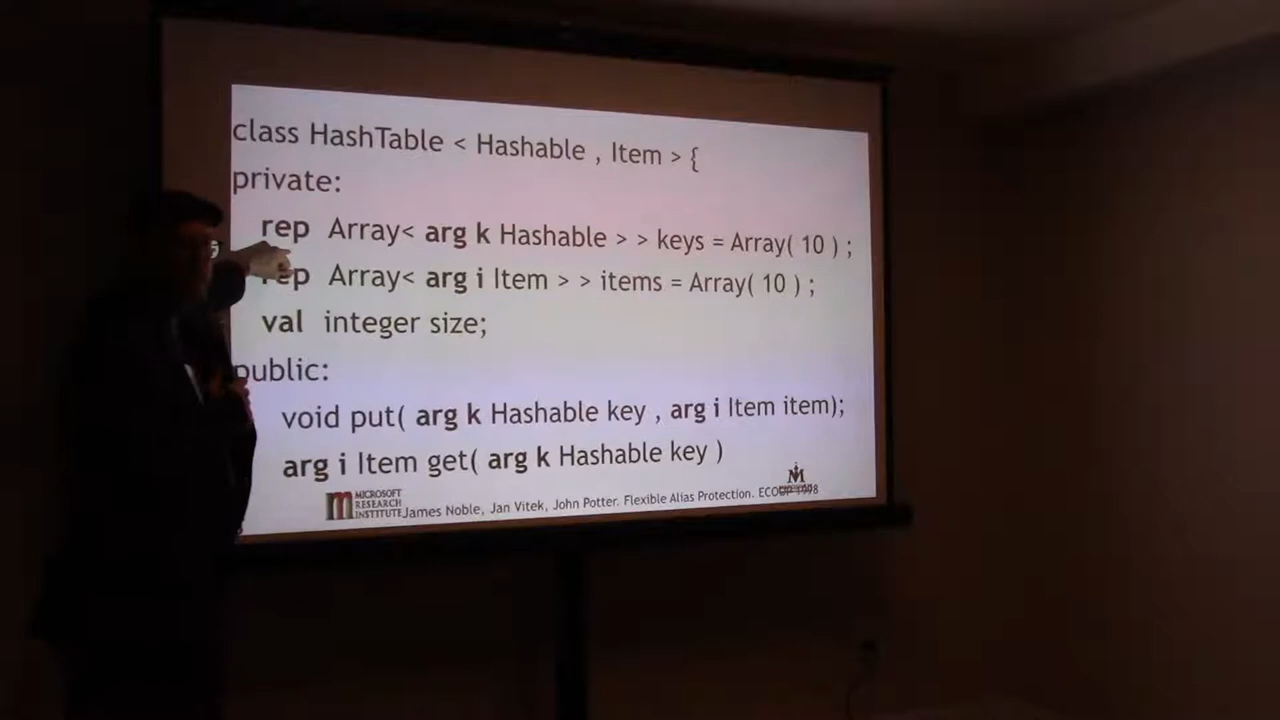 class HashTable < Hashable , Item > {
private:
rep Array< arg k Hashable > > keys = Array( 10 ) ;
rep Array< arg i Item > > items = Array( 10 ) ;
val integer size;
public:
void put( arg k Hashable key , arg i Item item);
arg i Item get( arg k Hashable key )
MICROSOFT
RESEARCH
INSTITUTE
James Noble, Jan Vitek, John Potter. Flexible Alias Protection. ECOOP 1998